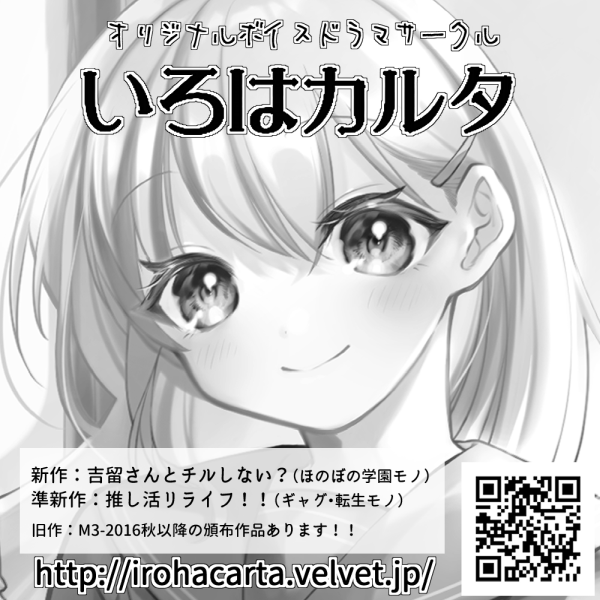 オリジナルボイスドラマサークル
いろはカルタ
新作：吉留さんとチルしない？（ほのぼの学園モノ）
準新作：推し活リライフ！！（ギャグ・転生モノ）
旧作：M3-2016秋以降の頒布作品あります！！
http://irohacarta.velvet.jp/